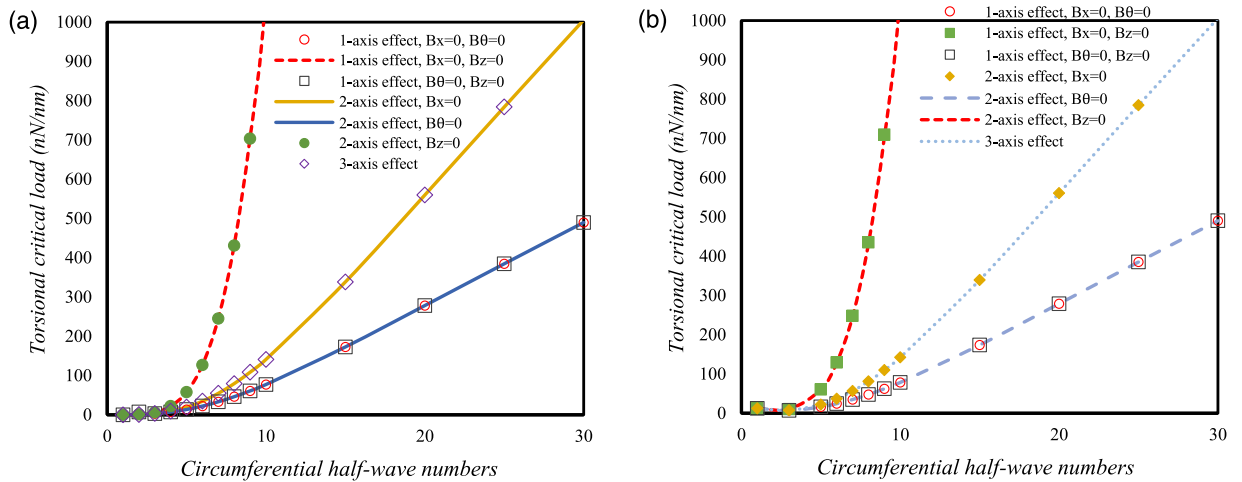 (a)
1000
900
800
700
600
500
400
300
200
100
0
Torsional critical load (nN/nm)
1-axis effect, Bx=0, Bθ=0
1-axis effect, Bx=0, Bz=0
1-axis effect, Bθ=0, Bz=0
2-axis effect, Bx=0
2-axis effect, Bθ=0
2-axis effect, Bz=0
3-axis effect
0 10 20 30
Circumferential half-wave numbers
(b)
1000
900
800
700
600
500
400
300
200
100
0
Torsional critical load (nN/nm)
1-axis effect, Bx=0, Bθ=0
1-axis effect, Bx=0, Bz=0
1-axis effect, Bθ=0, Bz=0
2-axis effect, Bx=0
2-axis effect, Bθ=0
2-axis effect, Bz=0
3-axis effect
0 10 20 30
Circumferential half-wave numbers